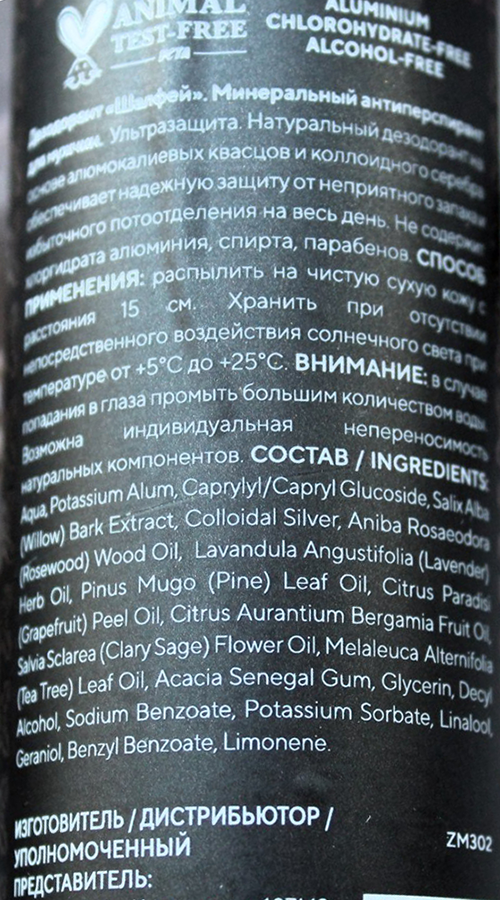 ANIMAL
TEST-FREE
PETA
ALUMINIUM
CHLOROHYDRATE-FREE
ALCOHOL-FREE
Дезодорант «Шалфей». Минеральный антиперспирант
для мужчин. Ультразащита. Натуральный дезодорант на
основе алюмокалиевых квасцов и коллоидного серебра
обеспечивает надежную защиту от неприятного запаха и
избыточного потоотделения на весь день. Не содержит
хлоргидрата алюминия, спирта, парабенов. СПОСОБ
ПРИМЕНЕНИЯ: распылить на чистую сухую кожу с
расстояния 15 см. Хранить при отсутствии
непосредственного воздействия солнечного света при
температуре от +5°C до +25°C. ВНИМАНИЕ: в случае
попадания в глаза промыть большим количеством воды.
Возможна индивидуальная непереносимость
натуральных компонентов. СОСТАВ / INGREDIENTS:
Aqua, Potassium Alum, Caprylyl/Capryl Glucoside, Salix Alba
(Willow) Bark Extract, Colloidal Silver, Aniba Rosaeodora
(Rosewood) Wood Oil, Lavandula Angustifolia (Lavender)
Herb Oil, Pinus Mugo (Pine) Leaf Oil, Citrus Paradisi
(Grapefruit) Peel Oil, Citrus Aurantium Bergamia Fruit Oil,
Salvia Sclarea (Clary Sage) Flower Oil, Melaleuca Alternifolia
(Tea Tree) Leaf Oil, Acacia Senegal Gum, Glycerin, Decyl
Alcohol, Sodium Benzoate, Potassium Sorbate, Linalool,
Geraniol, Benzyl Benzoate, Limonene.
ИЗГОТОВИТЕЛЬ / ДИСТРИБЬЮТОР /
УПОЛНОМОЧЕННЫЙ
ПРЕДСТАВИТЕЛЬ:
ZM302